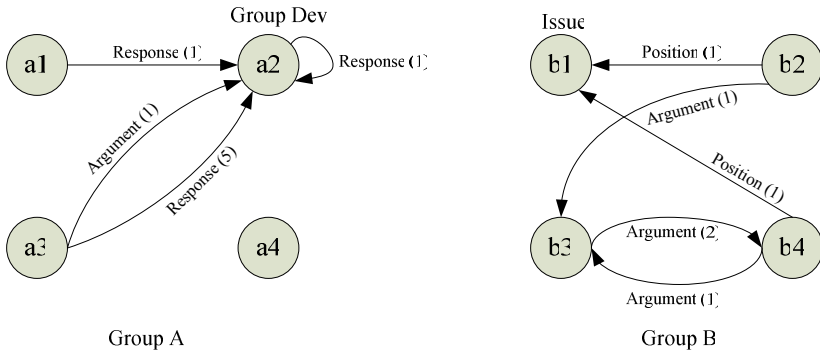 Group Dev
a1
Response (1)
a2
Response (1)
Argument (1)
Response (5)
a3
a4
Group A
Issue
b1
Position (1)
b2
Argument (1)
Position (1)
b3
Argument (2)
b4
Argument (1)
Group B